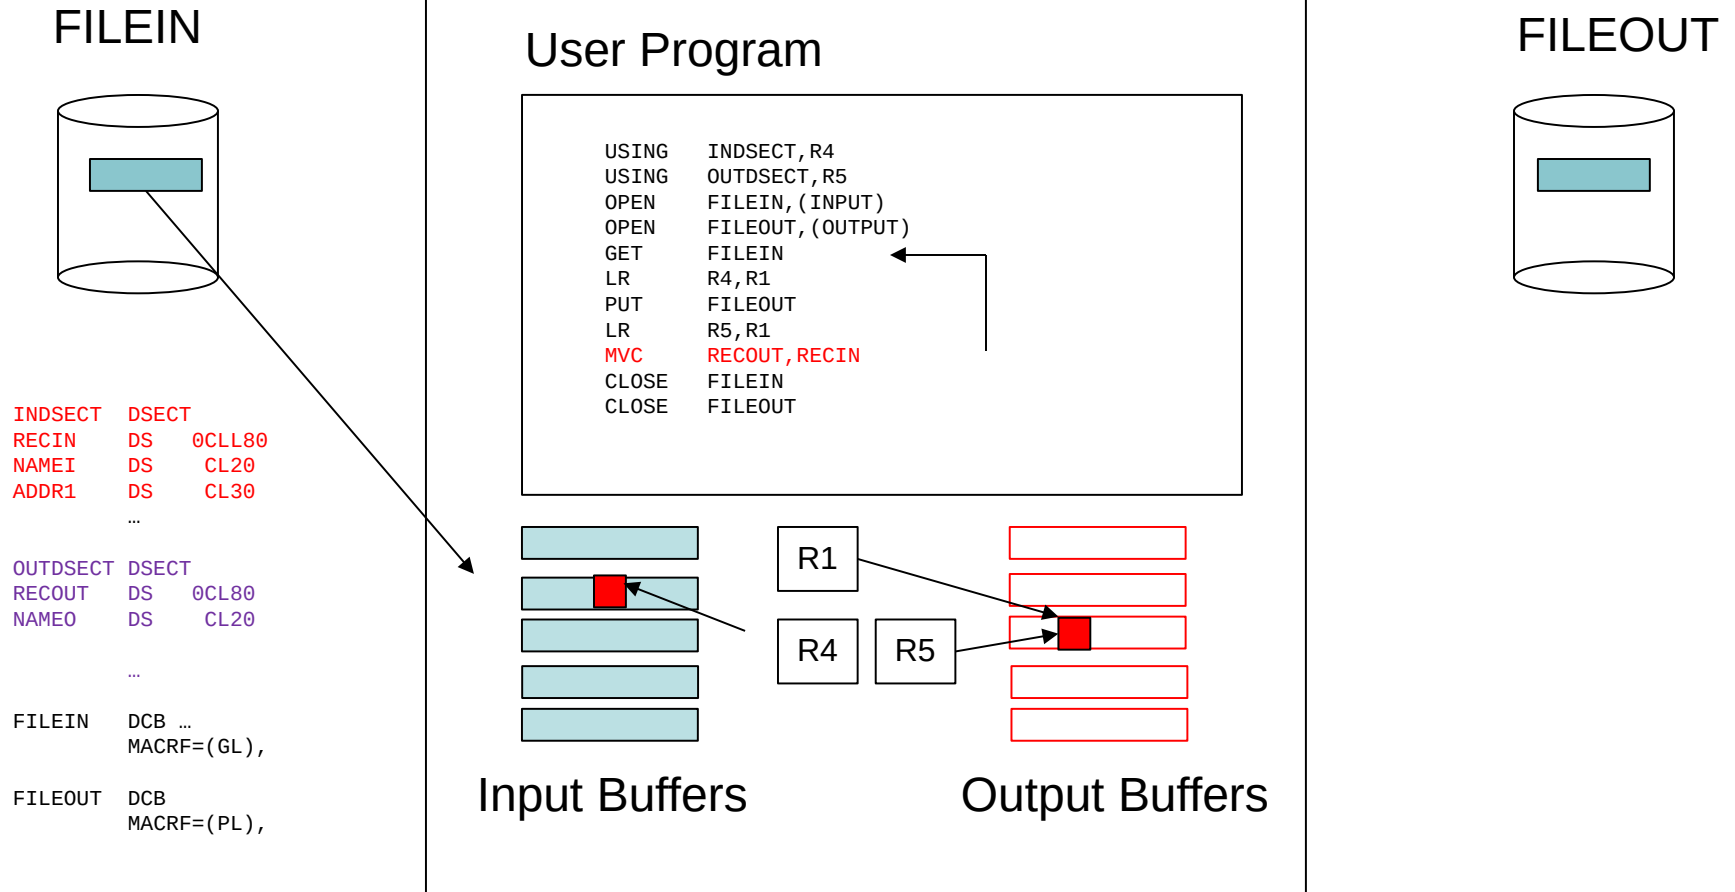 FILEIN
User Program
FILEOUT
USING INDSECT,R4
USING OUTDSECT,R5
OPEN FILEIN,(INPUT)
OPEN FILEOUT,(OUTPUT)
GET FILEIN
LR R4,R1
PUT FILEOUT
LR R5,R1
MVC RECOUT,RECIN
CLOSE FILEIN
CLOSE FILEOUT
INDSECT DSECT
RECIN DS 0CLL80
NAMEI DS CL20
ADDR1 DS CL30
…
OUTDSECT DSECT
RECOUT DS 0CL80
NAMEO DS CL20
…
FILEIN DCB …
MACRF=(GL),
FILEOUT DCB
MACRF=(PL),
R1
R4
R5
Input Buffers
Output Buffers